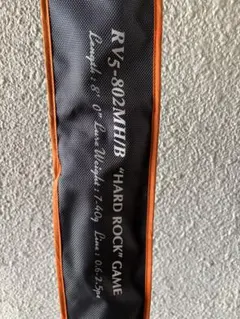 RV5-802MH/B "HARD ROCK" GAME
Length : 8' 0" Lure Weight : 7-40g Line : 0.6-2.5pe